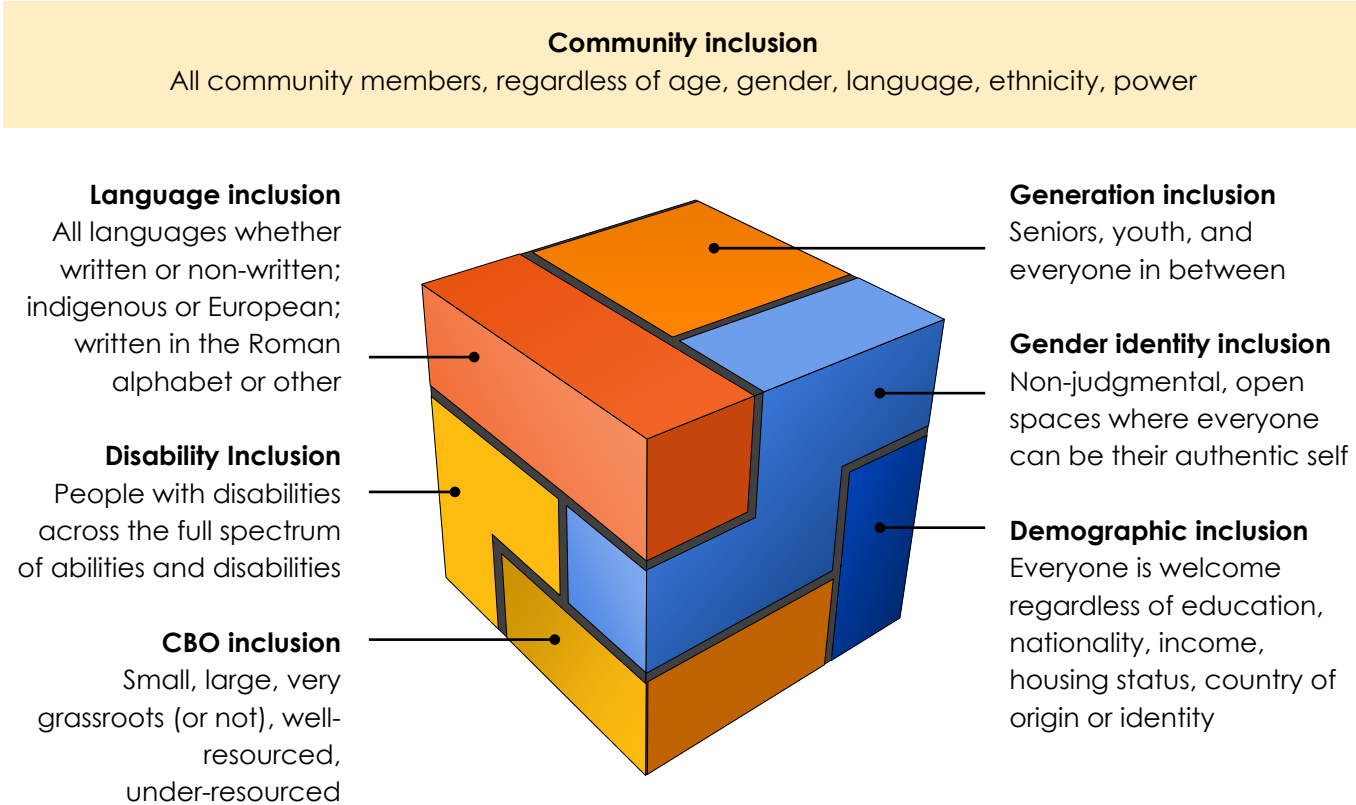 Community inclusion
All community members, regardless of age, gender, language, ethnicity, power
Language inclusion
All languages whether
written or non-written;
indigenous or European;
written in the Roman
alphabet or other
Disability Inclusion
People with disabilities
across the full spectrum
of abilities and disabilities
CBO inclusion
Small, large, very
grassroots (or not), well-
resourced,
under-resourced
Generation inclusion
Seniors, youth, and
everyone in between
Gender identity inclusion
Non-judgmental, open
spaces where everyone
can be their authentic self
Demographic inclusion
Everyone is welcome
regardless of education,
nationality, income,
housing status, country of
origin or identity